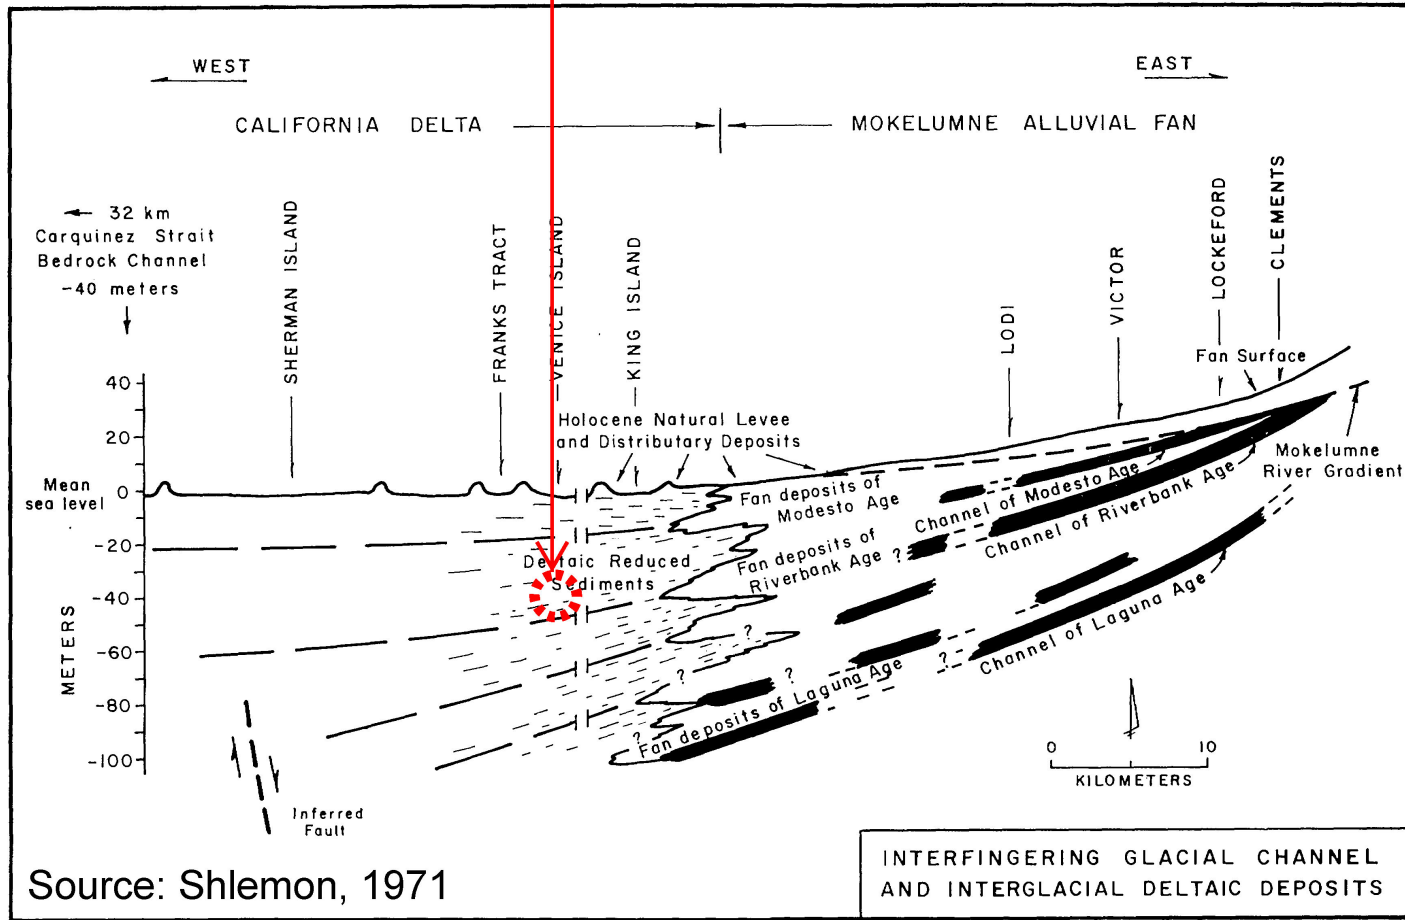 WEST
EAST
CALIFORNIA DELTA
MOKELUMNE ALLUVIAL FAN
32 km
Carquinez Strait
Bedrock Channel
-40 meters
SHERMAN ISLAND
FRANKS TRACT
VENICE ISLAND
KING ISLAND
LODI
VICTOR
LOCKEFORD
CLEMENTS
Fan Surface
Holocene Natural Levee
and Distributary Deposits
Mokelumne
River Gradient
40
20
Mean
sea level
0
-20
-40
-60
-80
-100
METERS
Fan deposits of
Modesto Age
Channel of Modesto Age
Channel of Riverbank Age
Fan deposits of
Riverbank Age
?
Deltaic Reduced
Sediments
?
?
?
?
?
Fan deposits of Laguna Age
Channel of Laguna Age
Inferred
Fault
0
10
KILOMETERS
INTERFINGERING GLACIAL CHANNEL
AND INTERGLACIAL DELTAIC DEPOSITS
Source: Shlemon, 1971